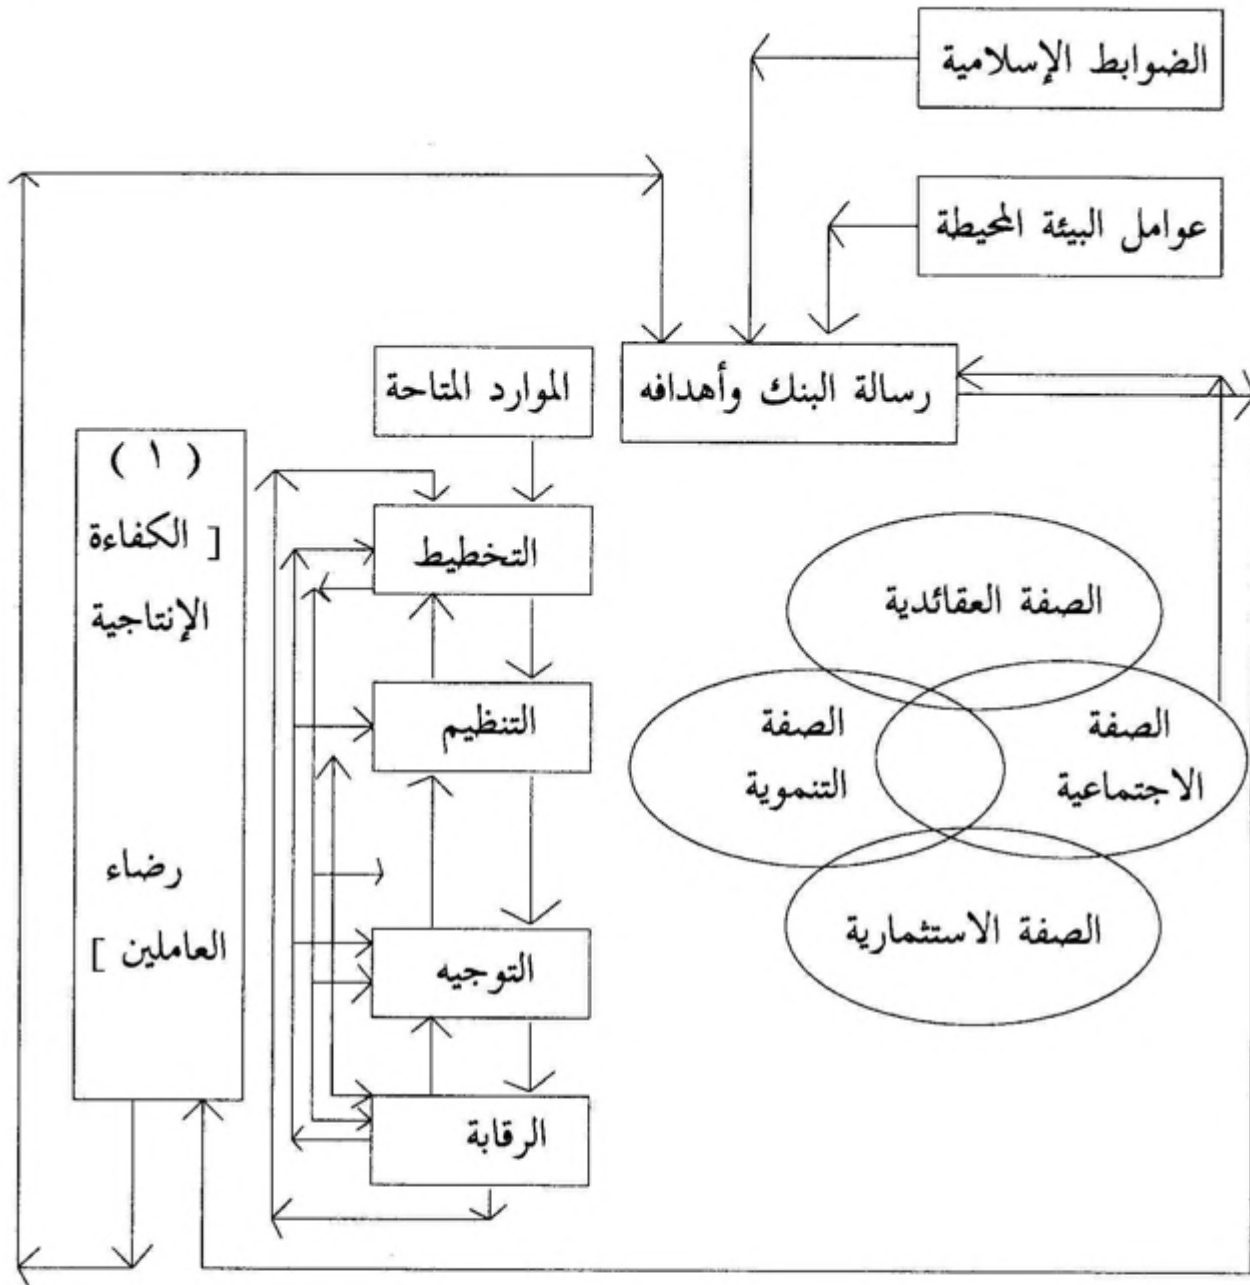 الضوابط الإسلامية
عوامل البيئة المحيطة
رسالة البنك وأهدافه
الموارد المتاحة
التخطيط
التنظيم
التوجيه
الرقابة
( ١ )
[ الكفاءة
الإنتاجية
رضاء
العاملين ]
الصفة العقائدية
الصفة
الاجتماعية
الصفة
التنموية
الصفة الاستثمارية